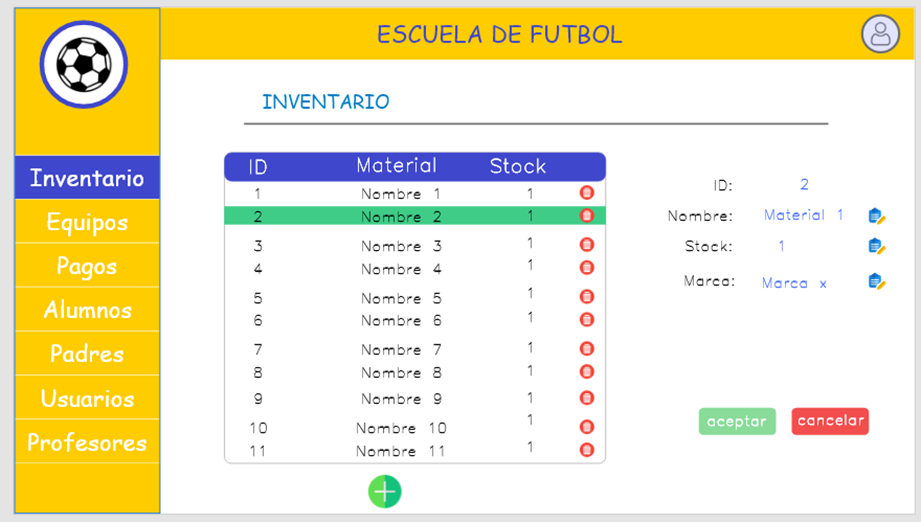 ESCUELA DE FUTBOL
INVENTARIO
Inventario
Equipos
Pagos
Alumnos
Padres
Usuarios
Profesores
ID Material Stock
1 Nombre 1 1
2 Nombre 2 1
3 Nombre 3 1
4 Nombre 4 1
5 Nombre 5 1
6 Nombre 6 1
7 Nombre 7 1
8 Nombre 8 1
9 Nombre 9 1
10 Nombre 10 1
11 Nombre 11 1
ID: 2
Nombre: Material 1
Stock: 1
Marca: Marca x
aceptar cancelar